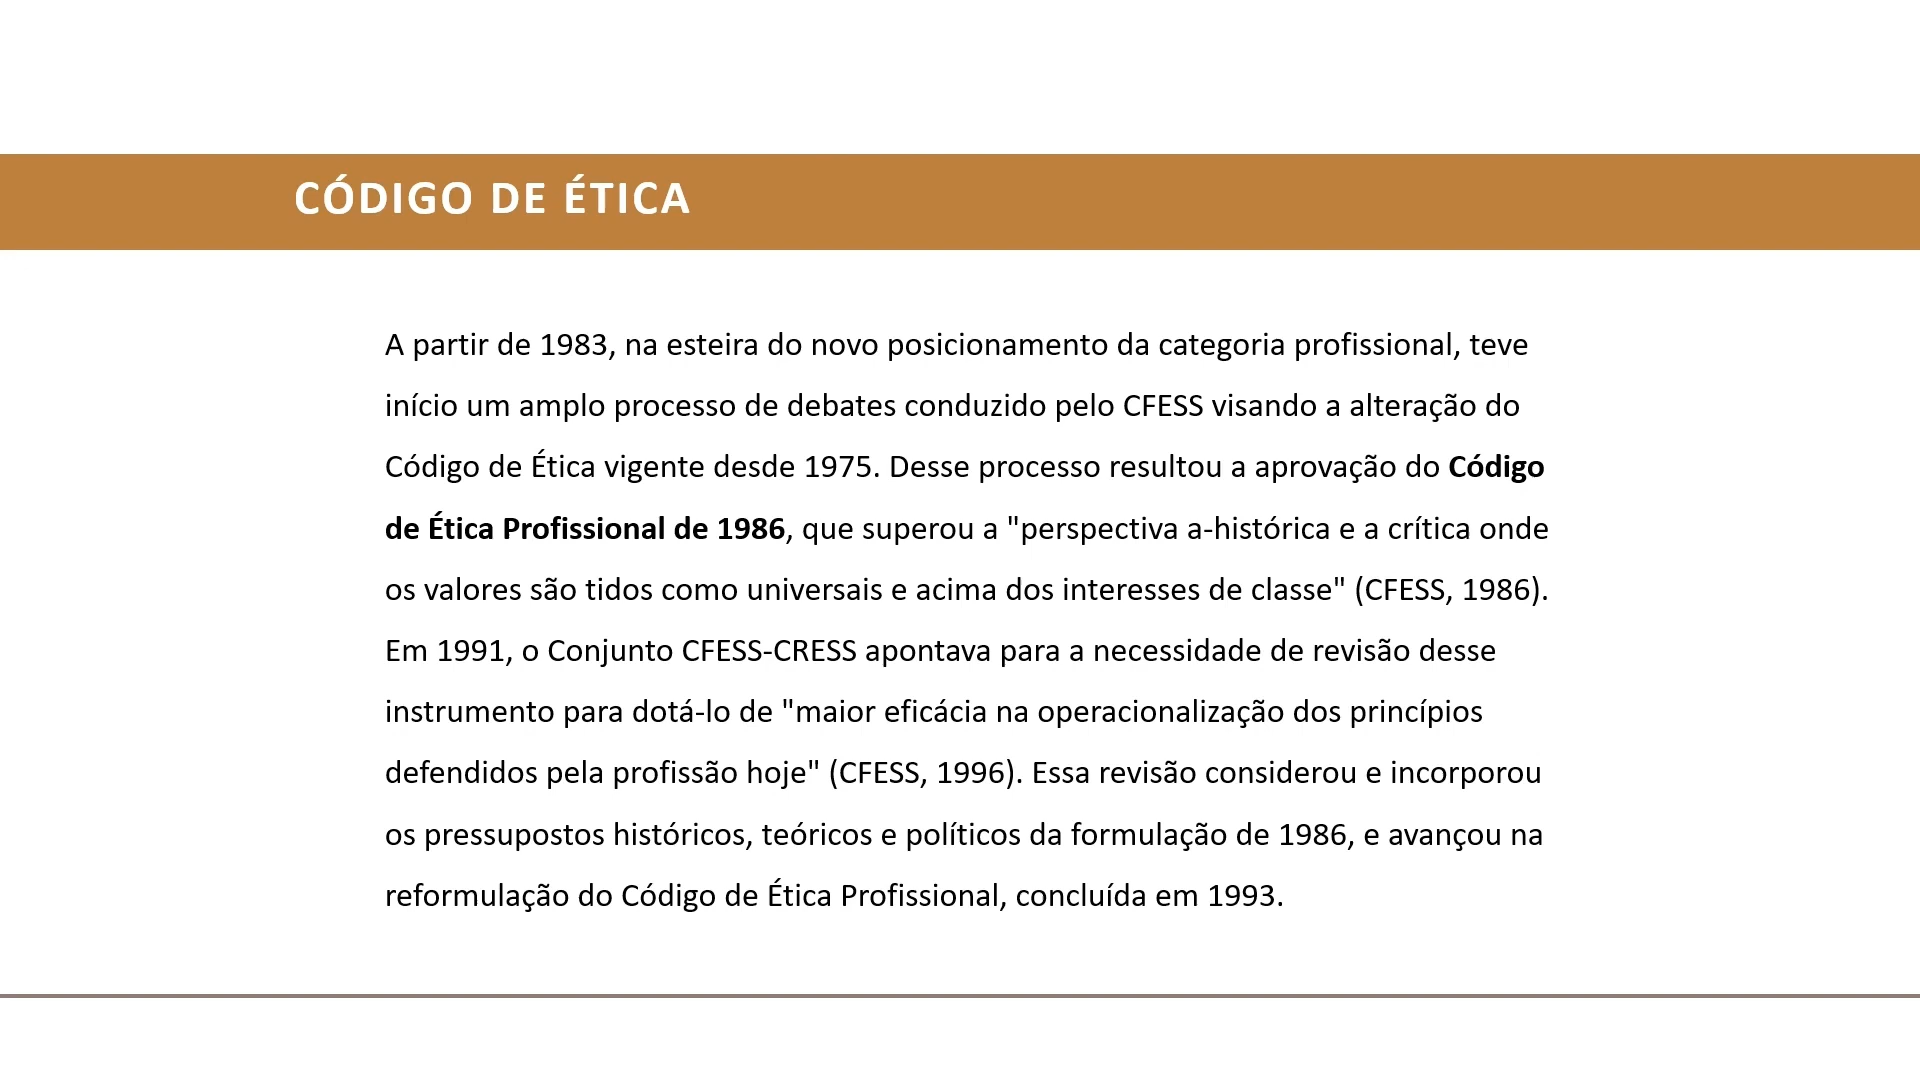 CÓDIGO DE ÉTICA
A partir de 1983, na esteira do novo posicionamento da categoria profissional, teve
início um amplo processo de debates conduzido pelo CFESS visando a alteração do
Código de Ética vigente desde 1975. Desse processo resultou a aprovação do Código
de Ética Profissional de 1986, que superou a "perspectiva a-histórica e a crítica onde
os valores são tidos como universais e acima dos interesses de classe" (CFESS, 1986).
Em 1991, o Conjunto CFESS-CRESS apontava para a necessidade de revisão desse
instrumento para dotá-lo de "maior eficácia na operacionalização dos princípios
defendidos pela profissão hoje" (CFESS, 1996). Essa revisão considerou e incorporou
os pressupostos históricos, teóricos e políticos da formulação de 1986, e avançou na
reformulação do Código de Ética Profissional, concluída em 1993.